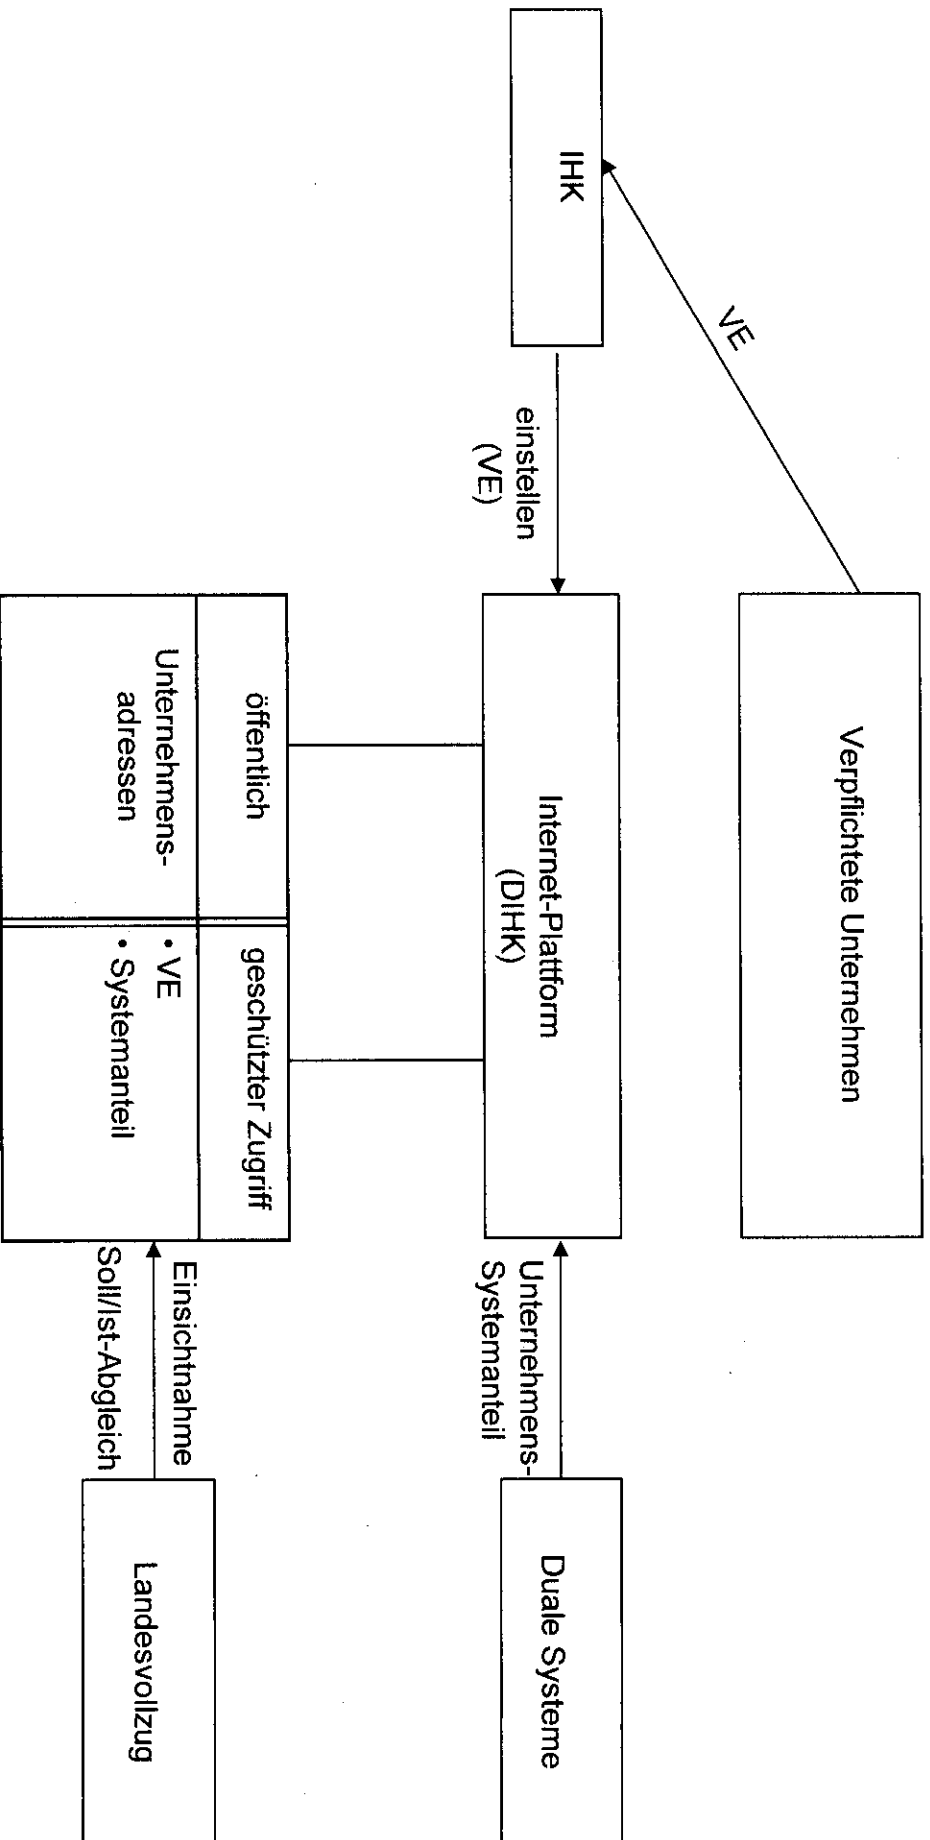 Verpflichtete Unternehmen
VE
IHK
einstellen
(VE)
Internet-Plattform
(DIHK)
Unternehmens-
Systemanteil
Duale Systeme
öffentlich
geschützter Zugriff
Unternehmens-
adressen
• VE
• Systemanteil
Einsichtnahme
Soll/Ist-Abgleich
Landesvollzug